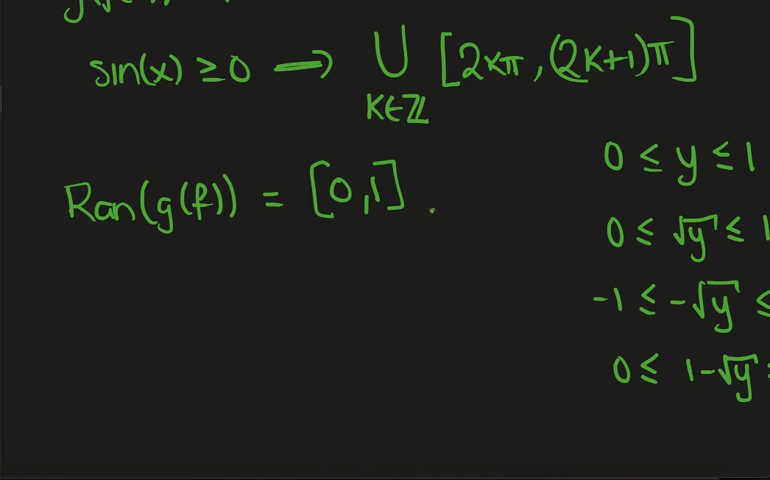 sin(x) ≥ 0 → ⋃ [2kπ, (2k+1)π]
k∈ℤ
Ran(g(f)) = [0,1].
0 ≤ y ≤ 1
0 ≤ √y ≤ 1
-1 ≤ -√y ≤
0 ≤ 1-√y